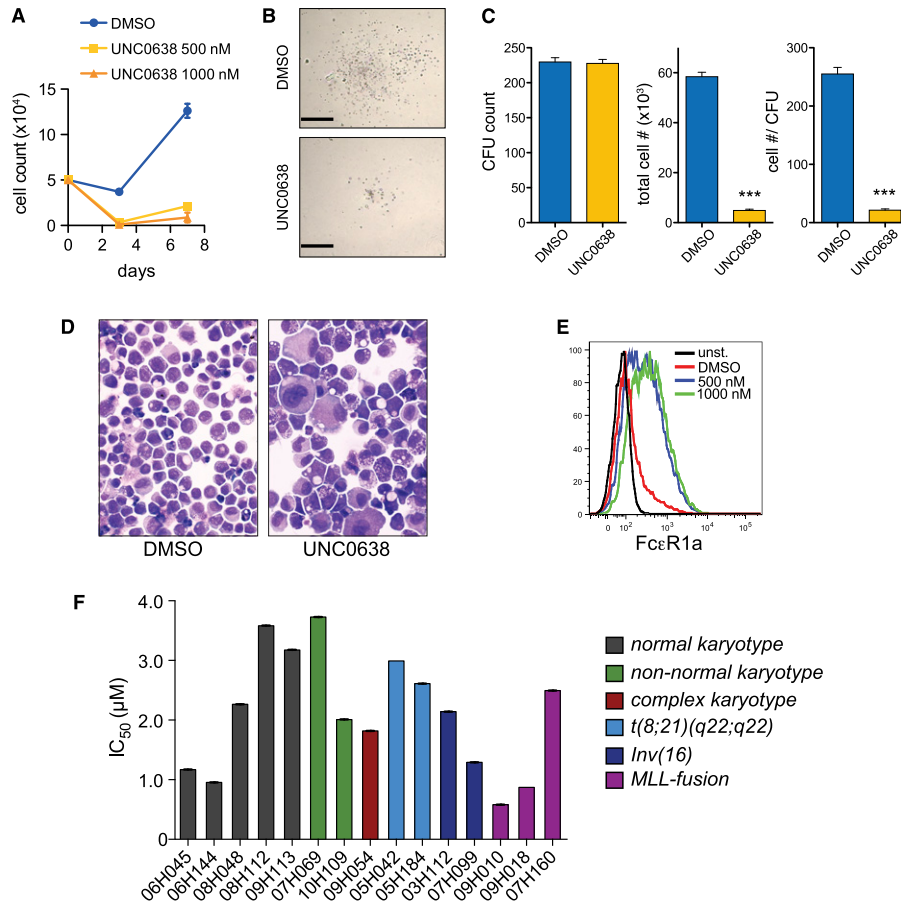 A
DMSO
UNC0638 500 nM
UNC0638 1000 nM
cell count (x10⁴)
15
10
5
0
0 2 4 6 8
days
B
DMSO
UNC0638
C
CFU count
250
200
150
100
50
0
DMSO
UNC0638
total cell # (x10³)
60
40
20
0
***
DMSO
UNC0638
cell #/ CFU
300
200
100
0
***
DMSO
UNC0638
D
DMSO
UNC0638
E
100
80
60
40
20
0
unst.
DMSO
500 nM
1000 nM
0 10² 10³ 10⁴ 10⁵
FcεR1a
F
IC₅₀ (µM)
4.0
3.0
2.0
1.0
0
06H045
06H144
08H048
08H112
09H113
07H069
10H109
09H054
05H042
05H184
03H112
07H099
09H010
09H018
07H160
normal karyotype
non-normal karyotype
complex karyotype
t(8;21)(q22;q22)
Inv(16)
MLL-fusion